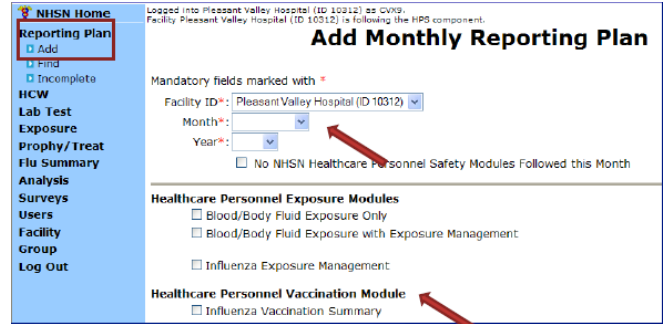 NHSN Home
Reporting Plan
Add
Find
Incomplete
HCW
Lab Test
Exposure
Prophy/Treat
Flu Summary
Analysis
Surveys
Users
Facility
Group
Log Out
Logged into Pleasant Valley Hospital (ID 10312) as CVX9.
Facility Pleasant Valley Hospital (ID 10312) is following the HPS component.
Add Monthly Reporting Plan
Mandatory fields marked with *
Facility ID*: Pleasant Valley Hospital (ID 10312)
Month*:
Year*:
No NHSN Healthcare Personnel Safety Modules Followed this Month
Healthcare Personnel Exposure Modules
Blood/Body Fluid Exposure Only
Blood/Body Fluid Exposure with Exposure Management
Influenza Exposure Management
Healthcare Personnel Vaccination Module
Influenza Vaccination Summary